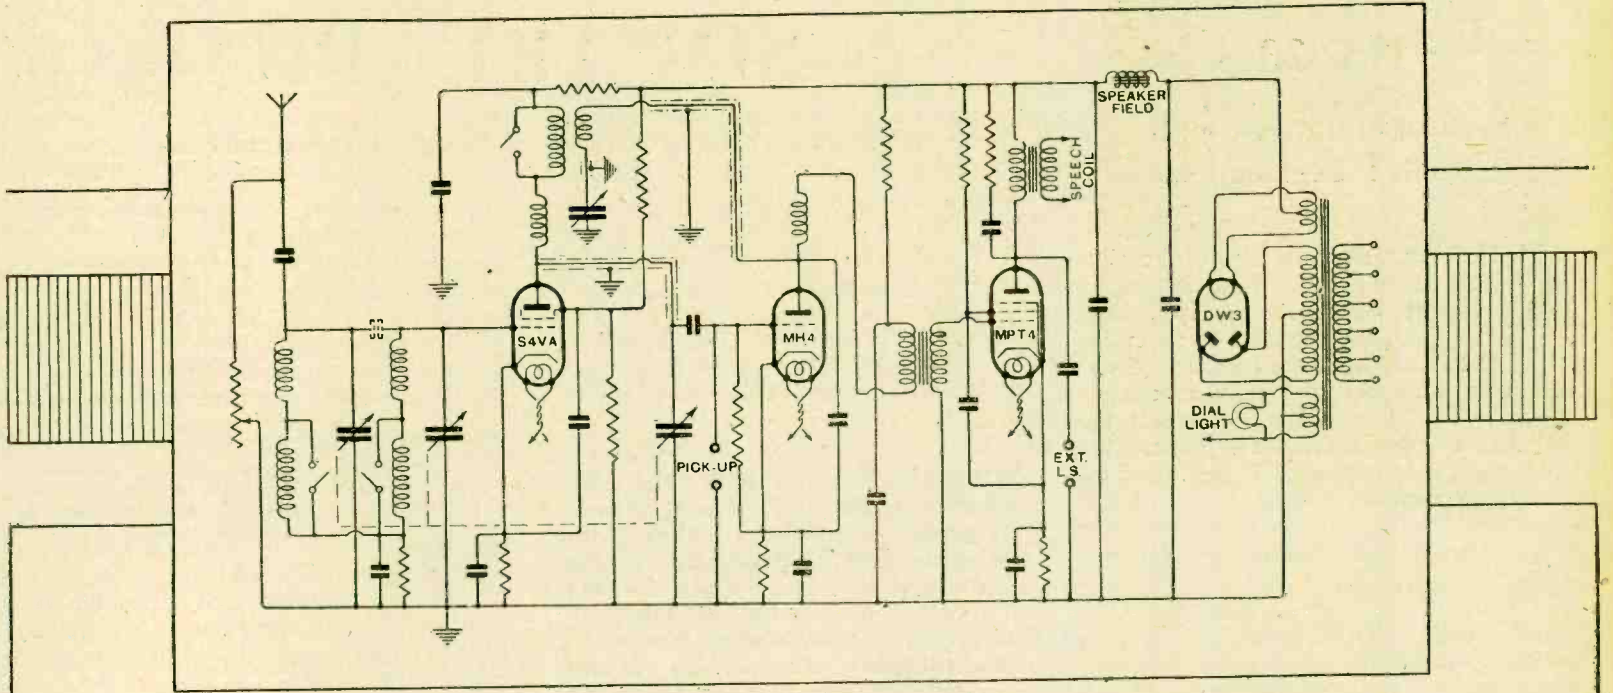 SPEAKER
FIELD
SPEECH
COIL
S4VA
MH4
MPT4
DW3
DIAL
LIGHT
PICK-UP
EXT.
L.S.